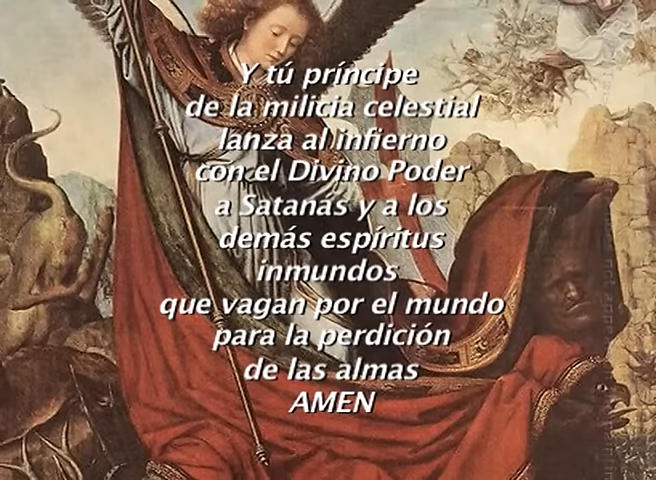 Y tú príncipe
de la milicia celestial
lanza al infierno
con el Divino Poder
a Satanás y a los
demás espíritus
inmundos
que vagan por el mundo
para la perdición
de las almas
AMEN